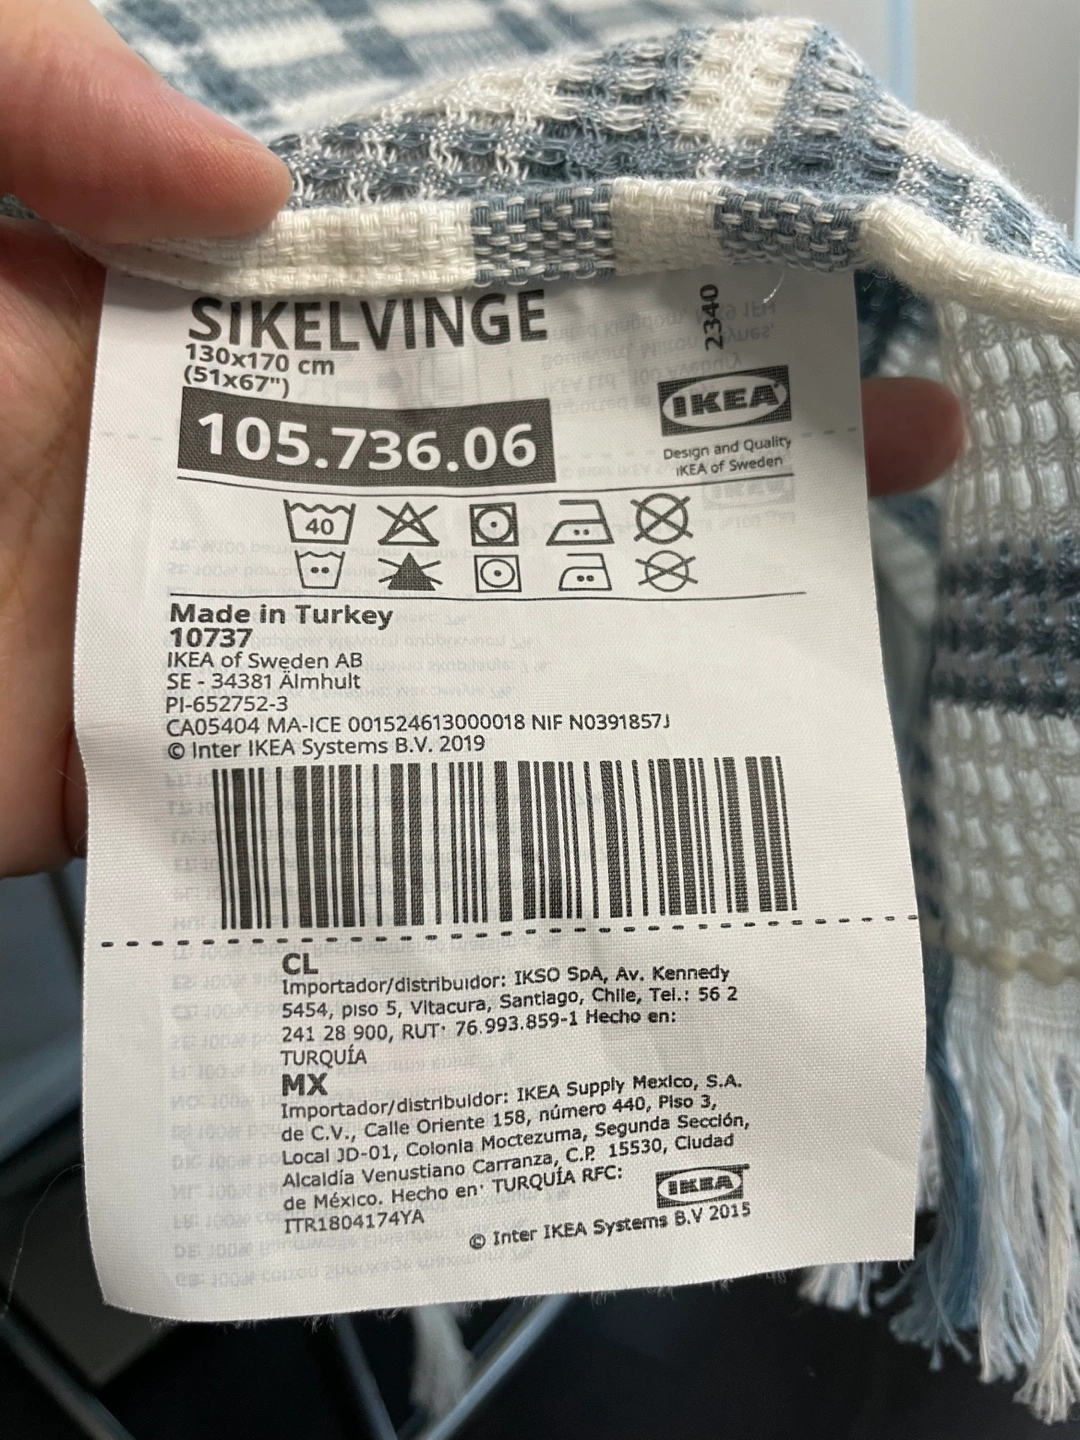 SIKELVINGE
130x170 cm
(51x67")
2340
105.736.06
IKEA
Design and Quality
IKEA of Sweden
40
Made in Turkey
10737
IKEA of Sweden AB
SE - 34381 Älmhult
PI-652752-3
CA05404 MA-ICE 001524613000018 NIF N0391857J
© Inter IKEA Systems B.V. 2019
CL
Importador/distribuidor: IKSO SpA, Av. Kennedy
5454, piso 5, Vitacura, Santiago, Chile, Tel.: 56 2
241 28 900, RUT: 76.993.859-1 Hecho en:
TURQUÍA
MX
Importador/distribuidor: IKEA Supply Mexico, S.A.
de C.V., Calle Oriente 158, número 440, Piso 3,
Local JD-01, Colonia Moctezuma, Segunda Sección,
Alcaldía Venustiano Carranza, C.P. 15530, Ciudad
de México. Hecho en: TURQUÍA RFC:
ITR1804174YA
IKEA
© Inter IKEA Systems B.V 2015